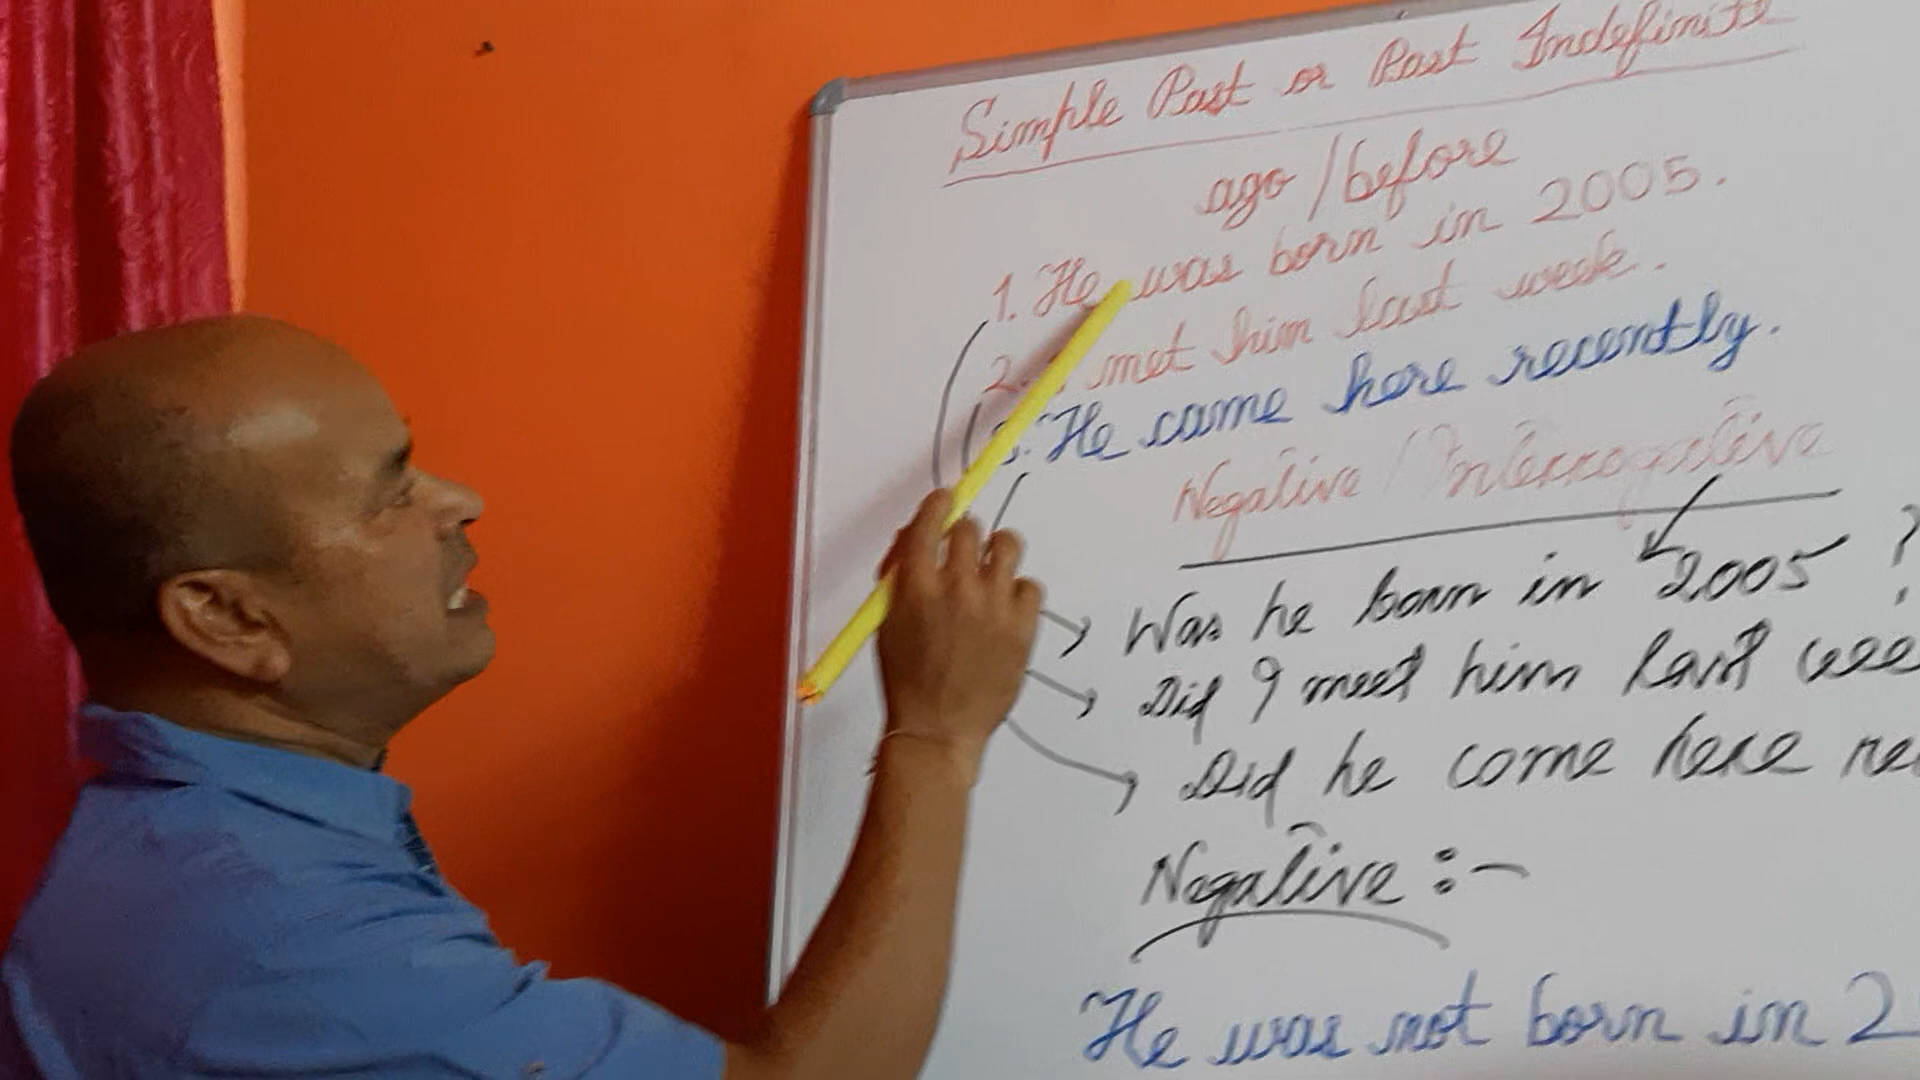 Simple Past or Past Indefinite
ago / before
1. He was born in 2005.
2. I met him last week.
3. He came here recently.
Negative / Interrogative
Was he born in 2005 ?
Did I meet him last wee
Did he come here re
Negative :-
He was not born in 2